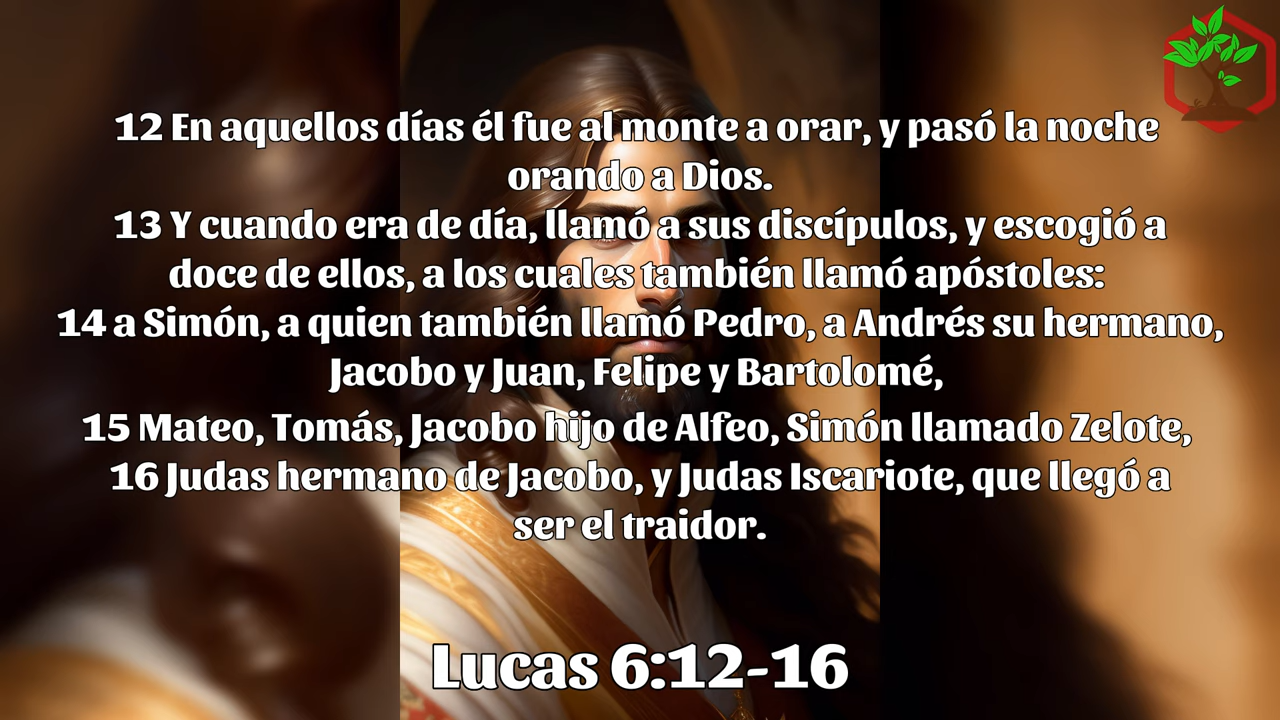 12 En aquellos días él fue al monte a orar, y pasó la noche
orando a Dios.
13 Y cuando era de día, llamó a sus discípulos, y escogió a
doce de ellos, a los cuales también llamó apóstoles:
14 a Simón, a quien también llamó Pedro, a Andrés su hermano,
Jacobo y Juan, Felipe y Bartolomé,
15 Mateo, Tomás, Jacobo hijo de Alfeo, Simón llamado Zelote,
16 Judas hermano de Jacobo, y Judas Iscariote, que llegó a
ser el traidor.
Lucas 6:12-16